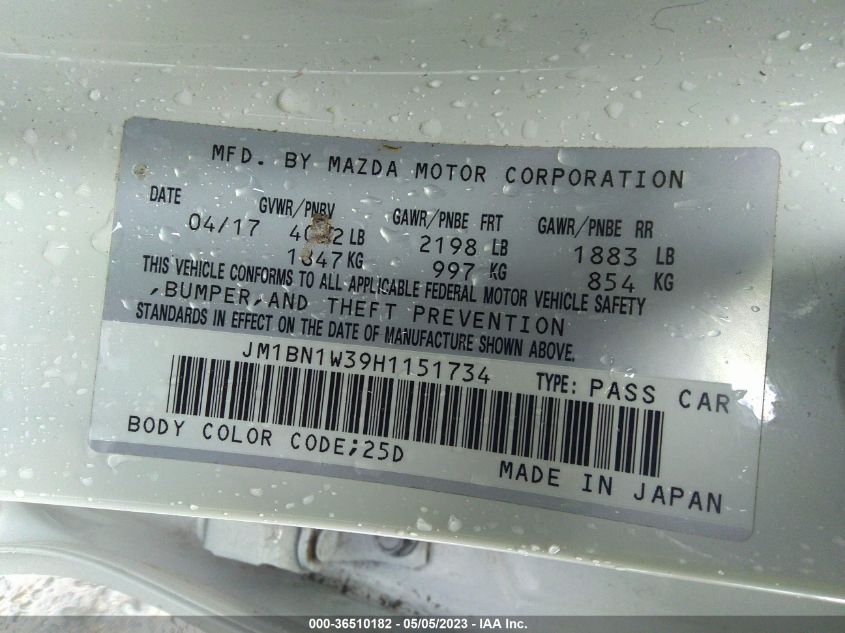 MFD. BY MAZDA MOTOR CORPORATION
DATE GVWR/PNBV GAWR/PNBE FRT GAWR/PNBE RR
04/17 LB 2198 LB 1883 LB
KG 997 KG 854 KG
THIS VEHICLE CONFORMS TO ALL APPLICABLE FEDERAL MOTOR VEHICLE SAFETY
,BUMPER,AND THEFT PREVENTION
STANDARDS IN EFFECT ON THE DATE OF MANUFACTURE SHOWN ABOVE.
JM1BN1W39H1151734 TYPE: PASS CAR
BODY COLOR CODE;25D
MADE IN JAPAN
000-36510182 - 05/05/2023 - IAA Inc.